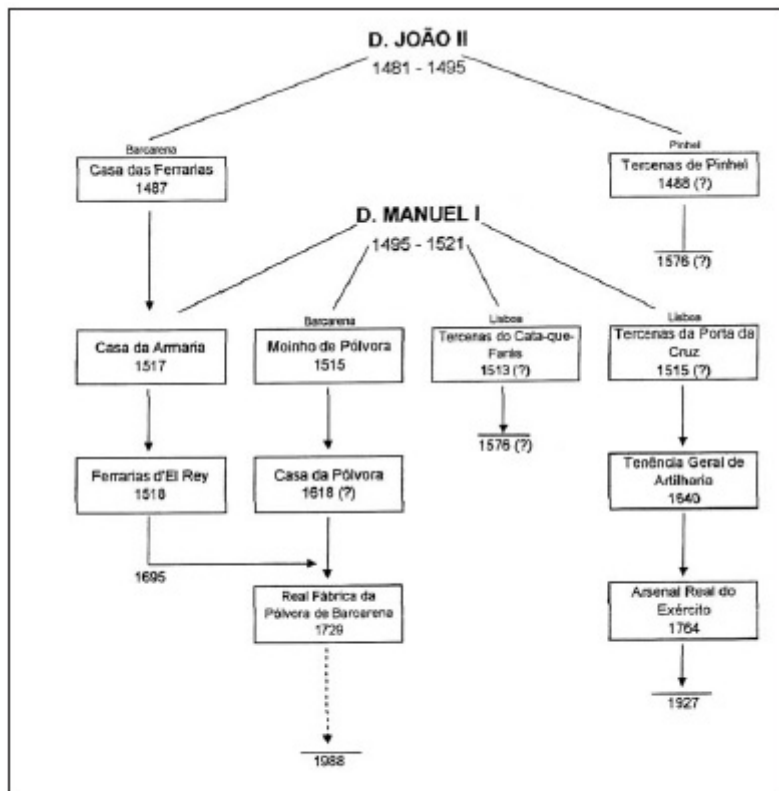 D. JOÃO II
1481 - 1495
Barcarena
Casa das Ferrarias
1487
Pinhel
Tercenas de Pinhel
1488 (?)
1576 (?)
D. MANUEL I
1495 - 1521
Casa da Armaria
1517
Barcarena
Moinho de Pólvora
1515
Lisboa
Tercenas do Cata-que-
Farás
1513 (?)
1576 (?)
Lisboa
Tercenas da Porta da
Cruz
1515 (?)
Ferrarias d'El Rey
1518
Casa da Pólvora
1618 (?)
Tenência Geral de
Artilharia
1640
1695
Real Fábrica da
Pólvora de Barcarena
1729
Arsenal Real do
Exército
1764
1927
1988